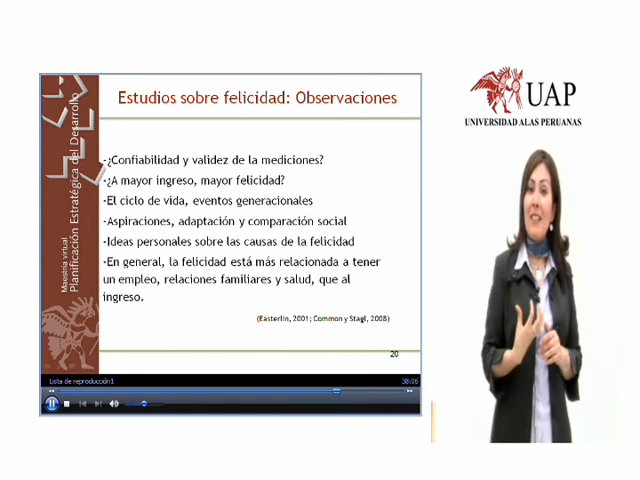 Estudios sobre felicidad: Observaciones
-¿Confiabilidad y validez de la mediciones?
-¿A mayor ingreso, mayor felicidad?
-El ciclo de vida, eventos generacionales
-Aspiraciones, adaptación y comparación social
-Ideas personales sobre las causas de la felicidad
-En general, la felicidad está más relacionada a tener
un empleo, relaciones familiares y salud, que al
ingreso.
(Easterlin, 2001; Common y Stagl, 2008)
20
Maestría virtual
Planificación Estratégica del Desarrollo
Lista de reproducción1
38:06
UAP
UNIVERSIDAD ALAS PERUANAS